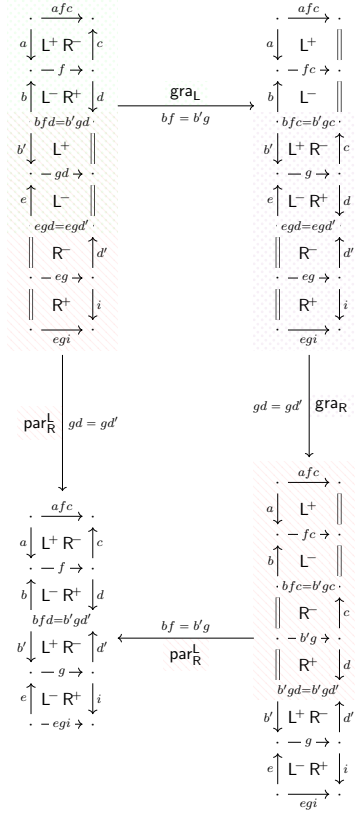 afc
a L⁺ R⁻ c
f
b L⁻ R⁺ d
bfd=b'gd
b' L⁺
gd
e L⁻
egd=egd'
R⁻ d'
eg
R⁺ i
egi
gra_L
bf = b'g
afc
a L⁺
fc
b L⁻
bfc=b'gc
b' L⁺ R⁻ c
g
e L⁻ R⁺ d
egd=egd'
R⁻ d'
eg
R⁺ i
egi
par^L_R gd = gd'
gd = gd' gra_R
afc
a L⁺ R⁻ c
f
b L⁻ R⁺ d
bfd=b'gd'
b' L⁺ R⁻ d'
g
e L⁻ R⁺ i
egi
bf = b'g
par^L_R
afc
a L⁺
fc
b L⁻
bfc=b'gc
R⁻ c
b'g
R⁺ d
b'gd=b'gd'
b' L⁺ R⁻ d'
g
e L⁻ R⁺ i
egi